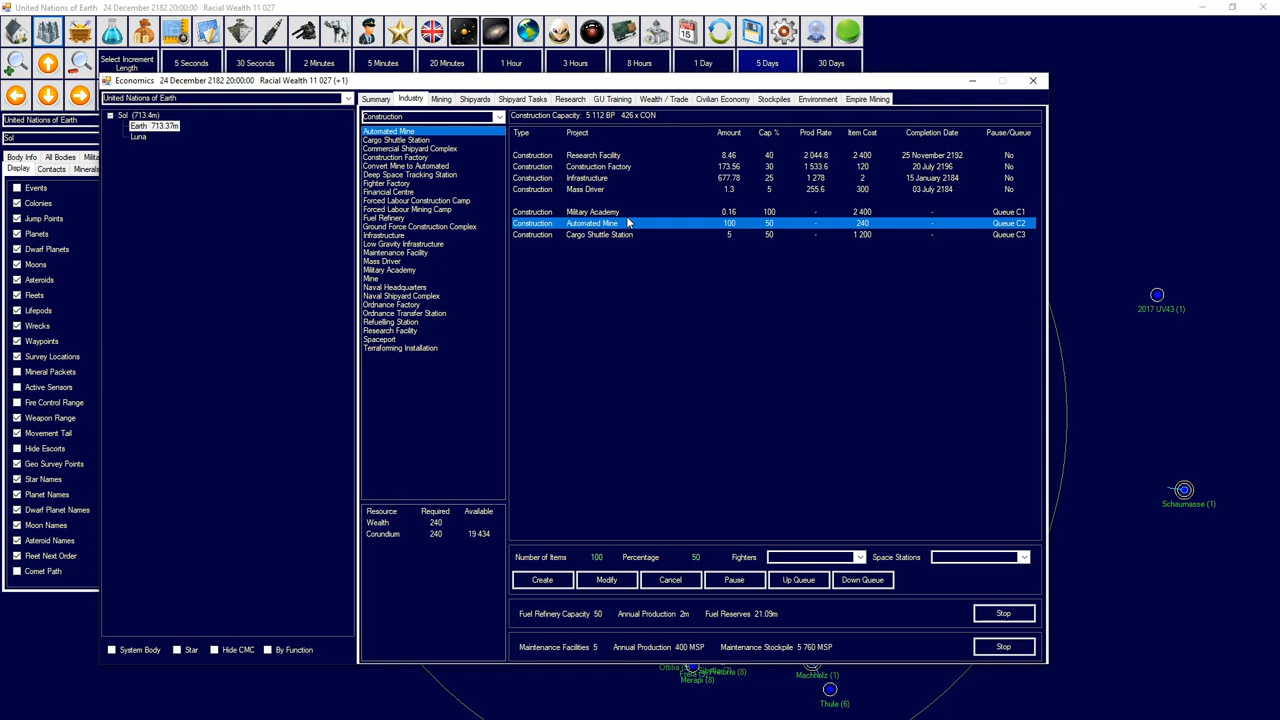 United Nations of Earth   24 December 2182 20:00:00   Racial Wealth 11 027
Select Increment Length
5 Seconds
30 Seconds
2 Minutes
5 Minutes
20 Minutes
1 Hour
3 Hours
8 Hours
1 Day
5 Days
30 Days
Economics   24 December 2182 20:00:00   Racial Wealth 11 027 (+1)
United Nations of Earth
Sol
Body Info
All Bodies
Display
Contacts
Minerals
Events
Colonies
Jump Points
Planets
Dwarf Planets
Moons
Asteroids
Fleets
Lifepods
Wrecks
Waypoints
Survey Locations
Mineral Packets
Active Sensors
Fire Control Range
Weapon Range
Movement Tail
Hide Escorts
Geo Survey Points
Star Names
Planet Names
Dwarf Planet Names
Moon Names
Asteroid Names
Fleet Next Order
Comet Path
United Nations of Earth
Sol (713.4m)
Earth 713.37m
Luna
System Body
Star
Hide CMC
By Function
Summary
Industry
Mining
Shipyards
Shipyard Tasks
Research
GU Training
Wealth / Trade
Civilian Economy
Stockpiles
Environment
Empire Mining
Construction
Automated Mine
Cargo Shuttle Station
Commercial Shipyard Complex
Construction Factory
Convert Mine to Automated
Deep Space Tracking Station
Fighter Factory
Financial Centre
Forced Labour Construction Camp
Forced Labour Mining Camp
Fuel Refinery
Ground Force Construction Complex
Infrastructure
Low Gravity Infrastructure
Maintenance Facility
Mass Driver
Military Academy
Mine
Naval Headquarters
Naval Shipyard Complex
Ordnance Factory
Ordnance Transfer Station
Refuelling Station
Research Facility
Spaceport
Terraforming Installation
Resource Required Available
Wealth 240
Corundium 240 19 434
Construction Capacity: 5 112 BP   426 x CON
Type Project Amount Cap % Prod Rate Item Cost Completion Date Pause/Queue
Construction Research Facility 8.46 40 2 044.8 2 400 25 November 2192 No
Construction Construction Factory 173.56 30 1 533.6 120 20 July 2196 No
Construction Infrastructure 677.78 25 1 278 2 15 January 2184 No
Construction Mass Driver 1.3 5 255.6 300 03 July 2184 No
Construction Military Academy 0.16 100 - 2 400 - Queue C1
Construction Automated Mine 100 50 - 240 - Queue C2
Construction Cargo Shuttle Station 5 50 - 1 200 - Queue C3
Number of Items 100 Percentage 50 Fighters Space Stations
Create
Modify
Cancel
Pause
Up Queue
Down Queue
Fuel Refinery Capacity 50   Annual Production 2m   Fuel Reserves 21.09m
Stop
Maintenance Facilities 5   Annual Production 400 MSP   Maintenance Stockpile 5 760 MSP
Stop
2017 UV43 (1)
Schaumasse (1)
Machholz (1)
Merapi (8)
Thule (6)